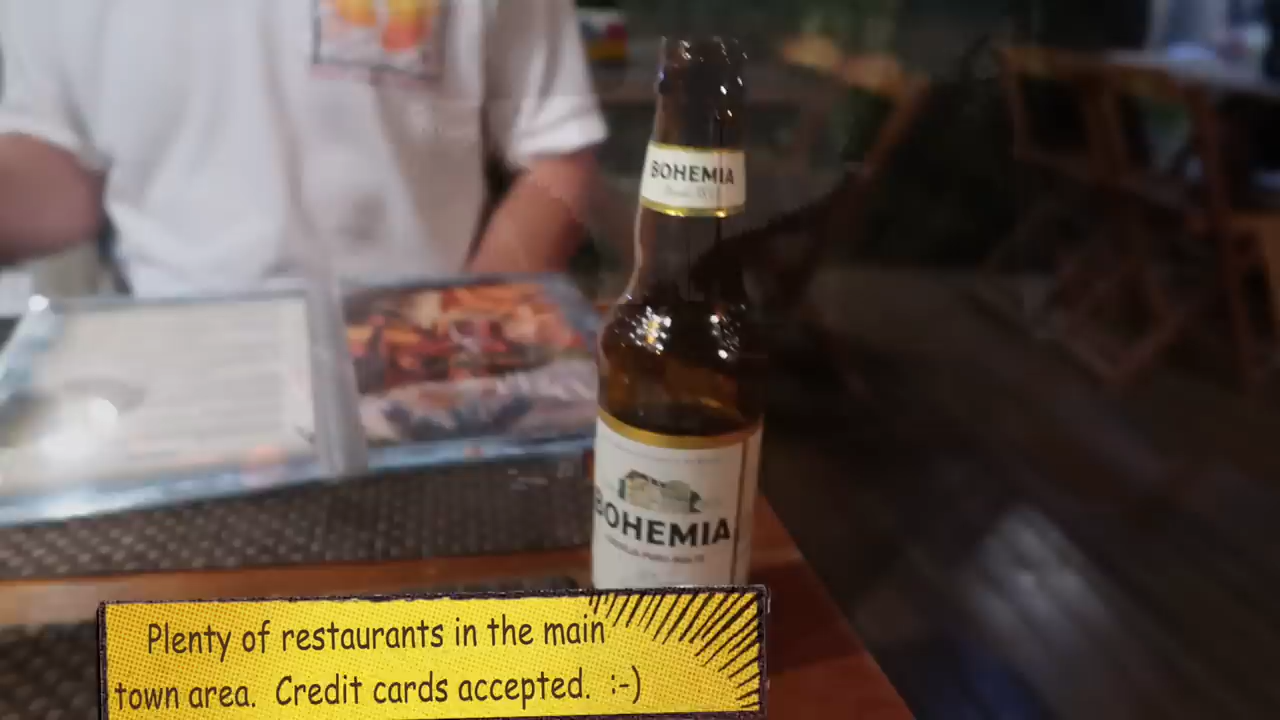 BOHEMIA
BOHEMIA
Plenty of restaurants in the main
town area. Credit cards accepted. :-)